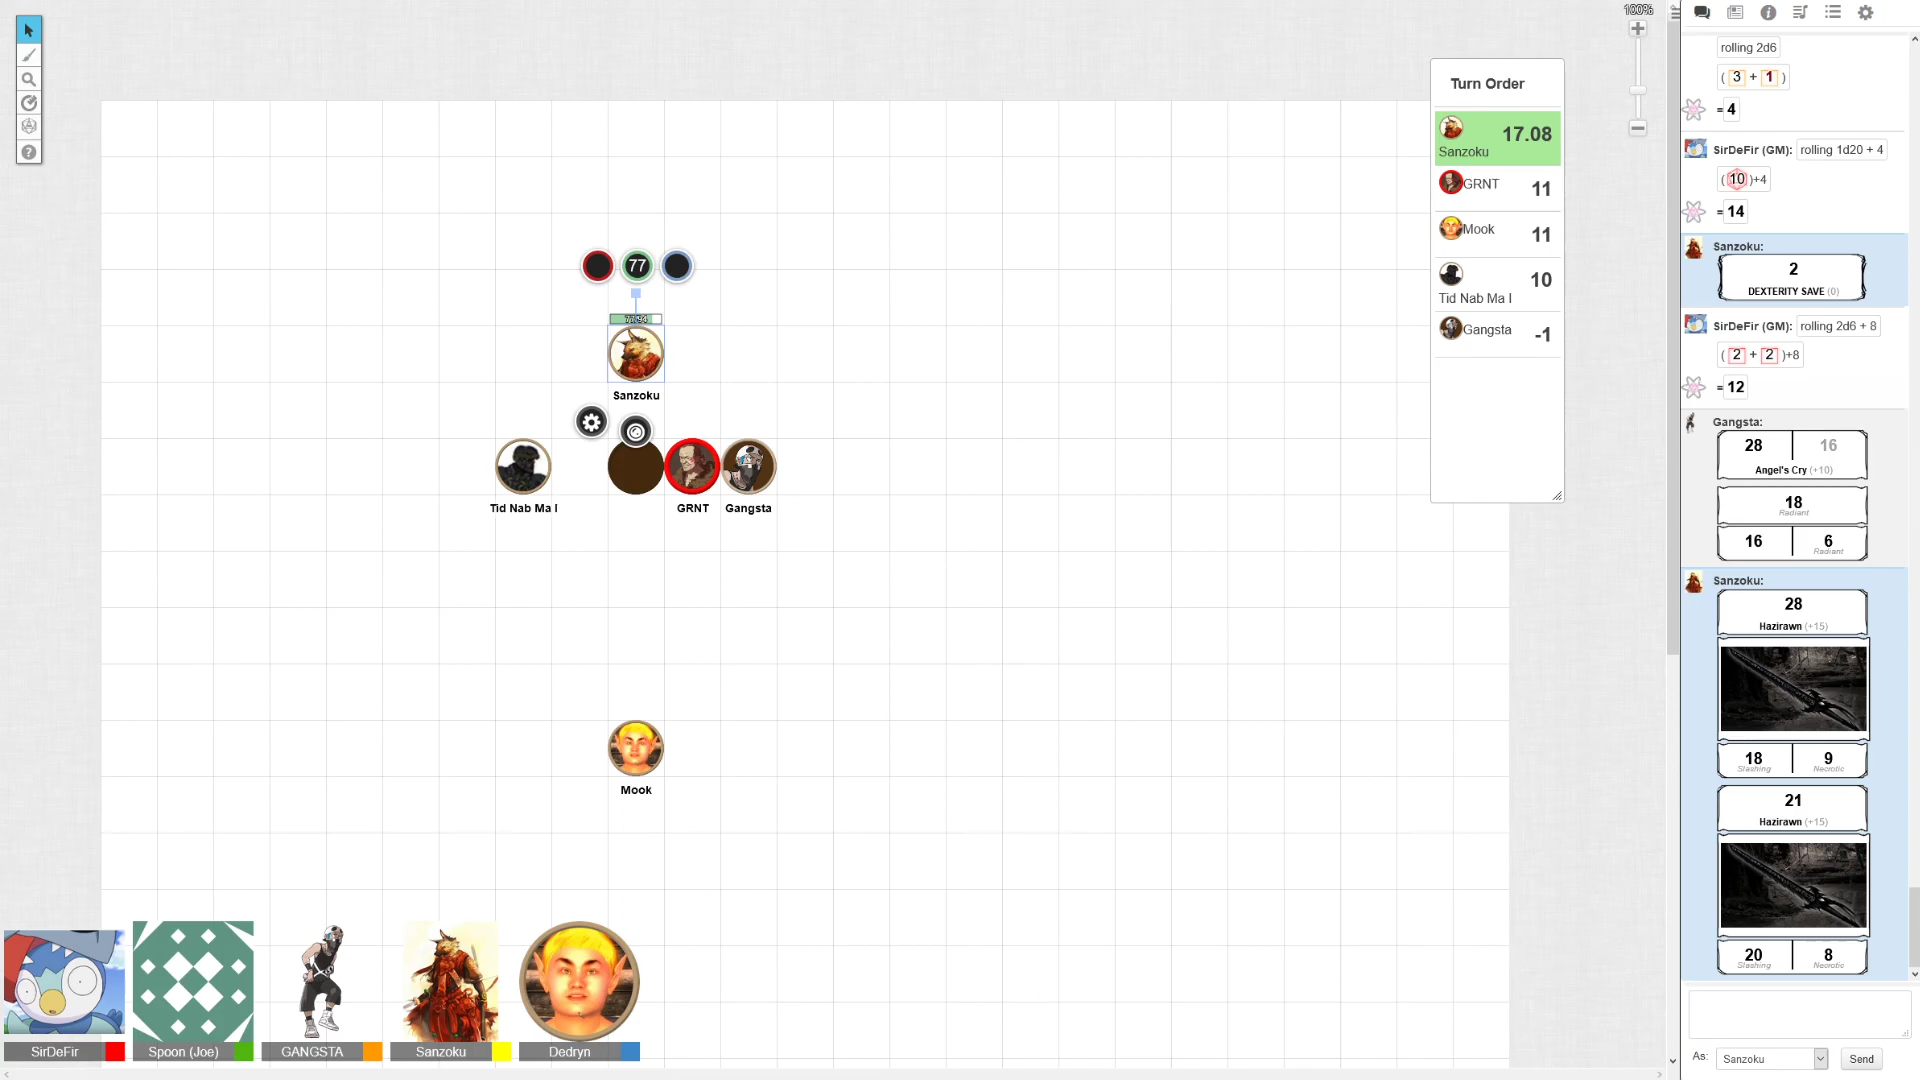 100%
Turn Order
17.08
Sanzoku
GRNT
11
Mook
11
10
Tid Nab Ma I
Gangsta
-1
77
Sanzoku
Tid Nab Ma I
GRNT
Gangsta
Mook
SirDeFir
Spoon (Joe)
GANGSTA
Sanzoku
Dedryn
rolling 2d6
( 3 + 1 )
= 4
SirDeFir (GM): rolling 1d20 + 4
( 10 )+4
= 14
Sanzoku:
2
DEXTERITY SAVE (0)
SirDeFir (GM): rolling 2d6 + 8
( 2 + 2 )+8
= 12
Gangsta:
28 16
Angel's Cry (+10)
18
Radiant
16 6
Radiant
Sanzoku:
28
Hazirawn (+15)
18 9
Slashing Necrotic
21
Hazirawn (+15)
20 8
Slashing Necrotic
As: Sanzoku Send